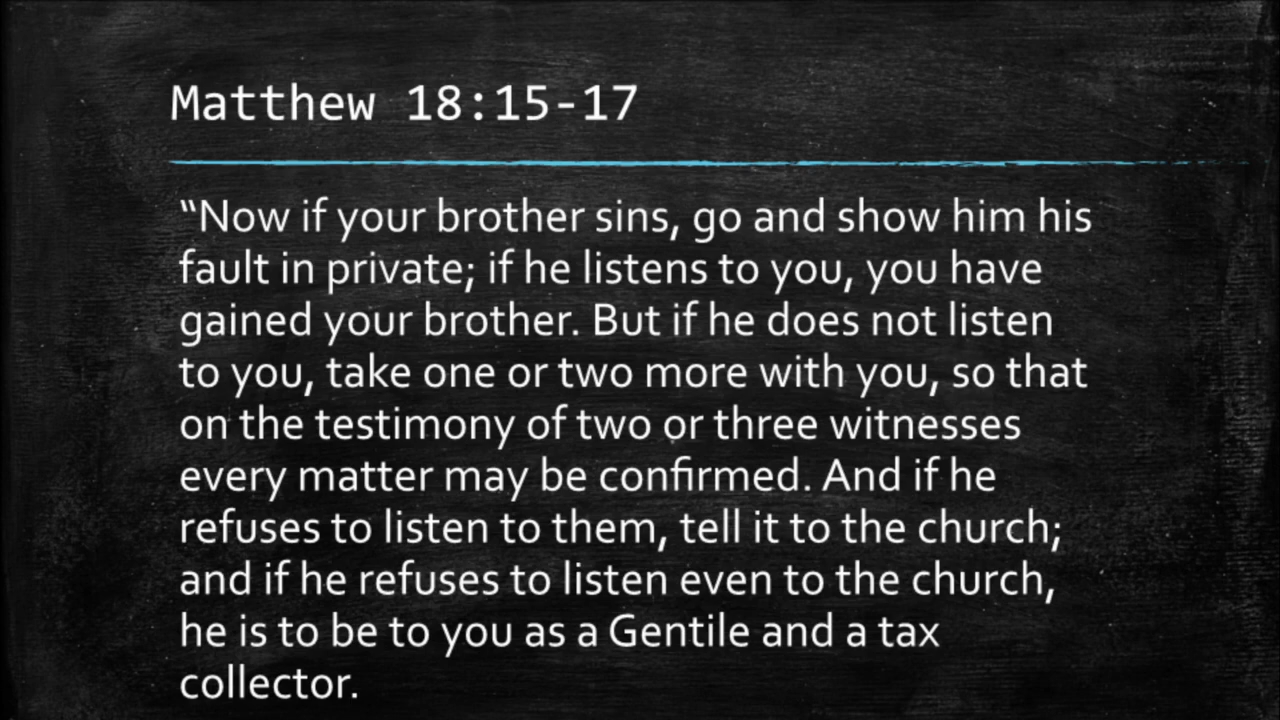 Matthew 18:15-17
“Now if your brother sins, go and show him his
fault in private; if he listens to you, you have
gained your brother. But if he does not listen
to you, take one or two more with you, so that
on the testimony of two or three witnesses
every matter may be confirmed. And if he
refuses to listen to them, tell it to the church;
and if he refuses to listen even to the church,
he is to be to you as a Gentile and a tax
collector.